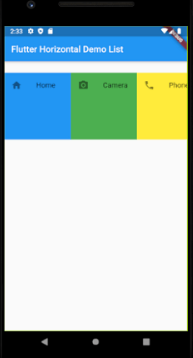 2:33
Flutter Horizontal Demo List
Home Camera Phone